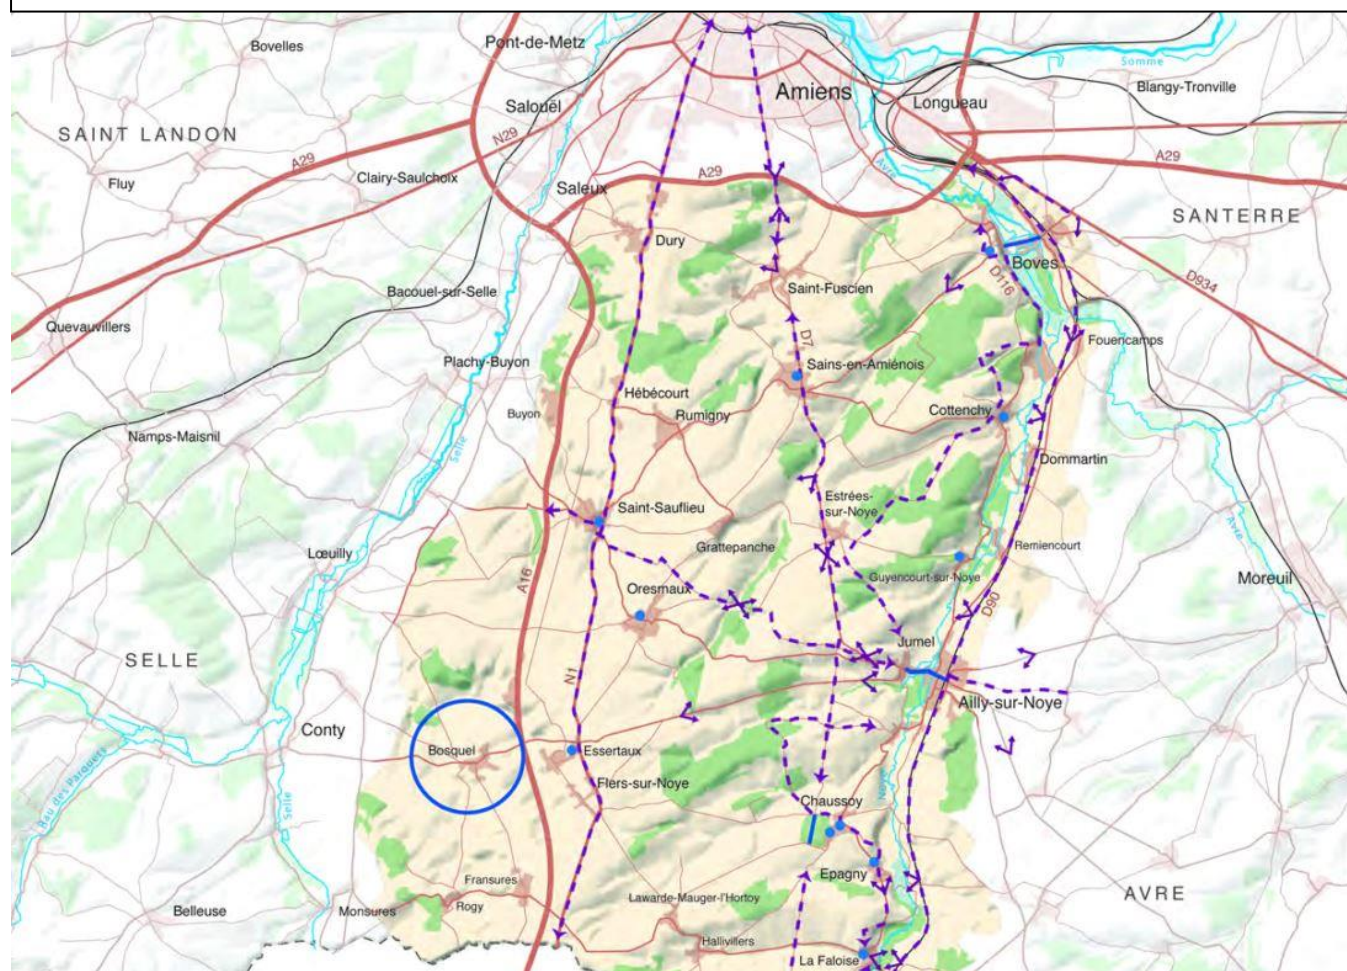 Bovelles
Pont-de-Metz
Somme
Amiens
Blangy-Tronville
Salouël
Longueau
SAINT LANDON
N29
A29
A29
Avre
Fluy
Clairy-Saulchoix
Saleux
A29
SANTERRE
Dury
Boves
D116
D934
Bacouel-sur-Selle
Saint-Fuscien
Quevauvillers
D7
Fouencamps
Plachy-Buyon
Sains-en-Amiénois
Hébécourt
Buyon
Rumigny
Cottenchy
Namps-Maisnil
Selle
Dommartin
Saint-Sauflieu
Estrées-
sur-Noye
Avre
Grattepanche
Remiencourt
Lœuilly
A16
Guyencourt-sur-Noye
Moreuil
Oresmaux
D90
Jumel
SELLE
N1
Ailly-sur-Noye
Conty
Bosquel
Essertaux
Rau des Parquets
Selle
Flers-sur-Noye
Noye
Chaussoy
Epagny
Fransures
Lawarde-Mauger-l'Hortoy
AVRE
Belleuse
Monsures
Rogy
Hallivillers
La Faloise